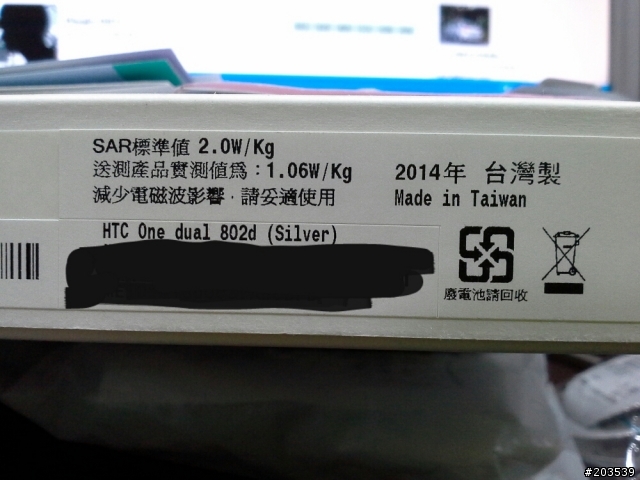 SAR標準值 2.0W/Kg
送測產品實測值爲：1.06W/Kg
減少電磁波影響，請妥適使用
2014年 台灣製
Made in Taiwan
HTC One dual 802d (Silver)
廢電池請回收
#203539